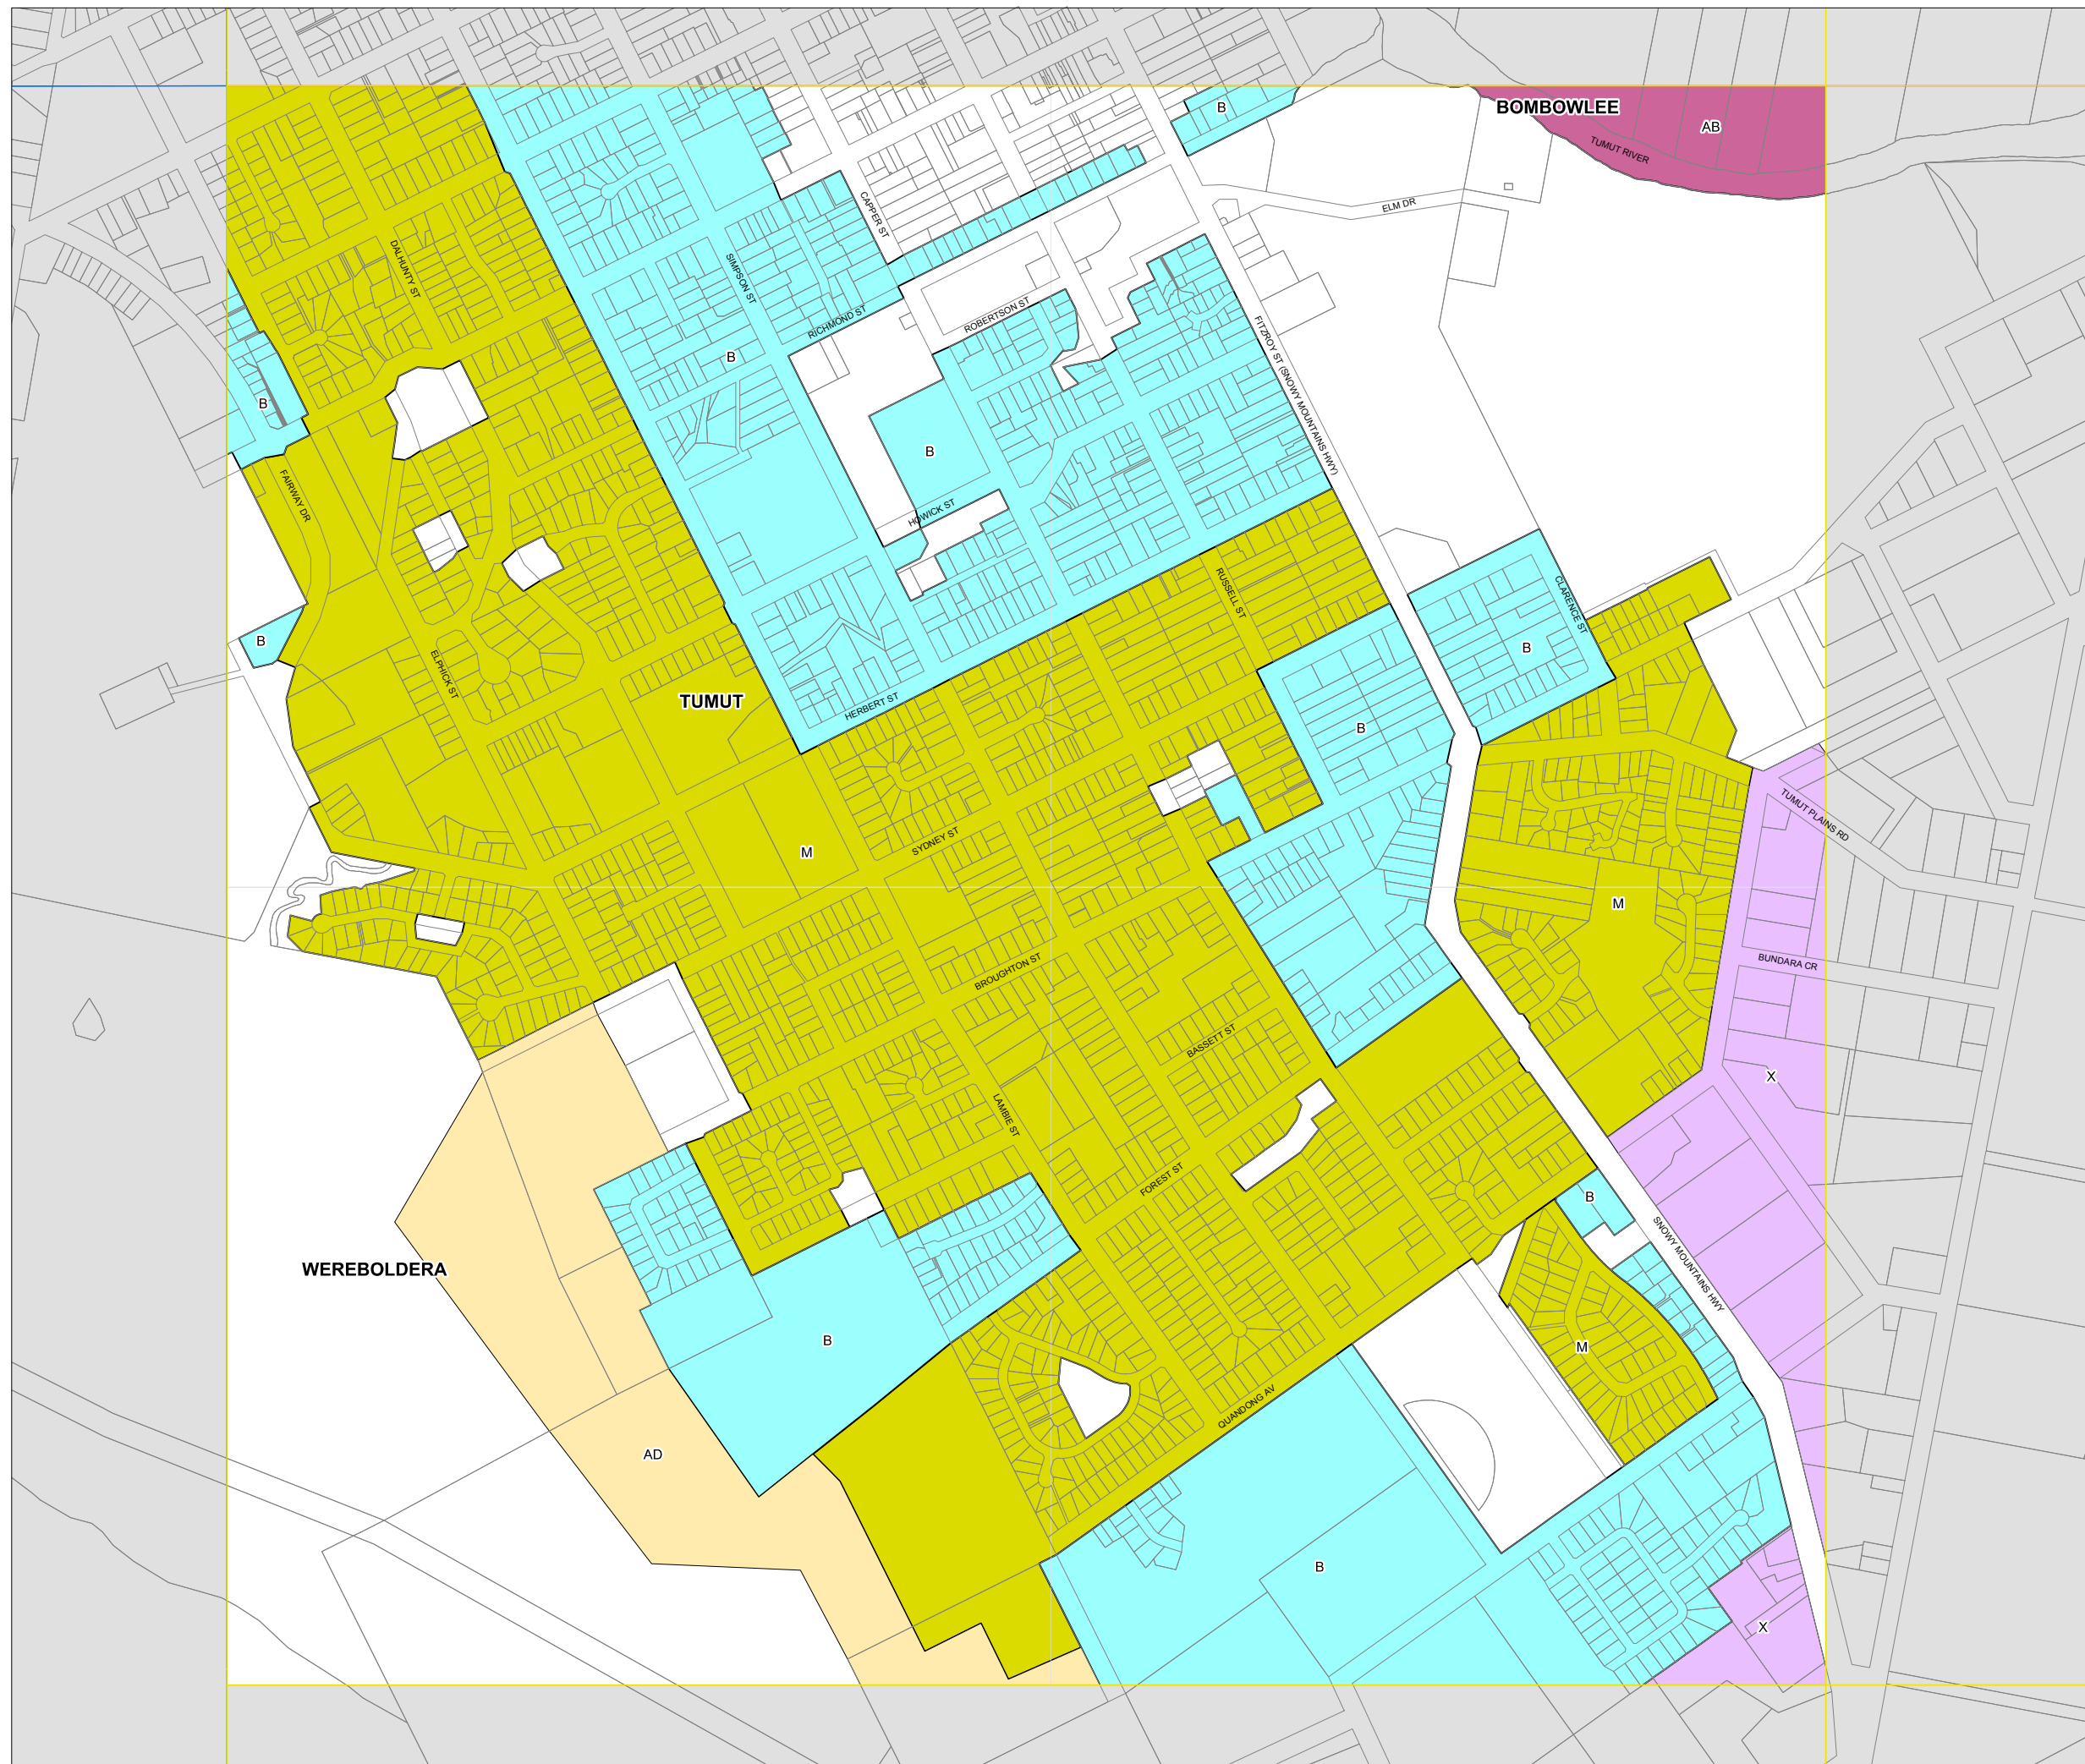 BOMBOWLEE
B
AB
TUMUT RIVER
ELM DR
CAPPER ST
DALHUNTY ST
SIMPSON ST
ROBERTSON ST
RICHMOND ST
FITZROY ST (SNOWY MOUNTAINS HWY)
B
B
B
FAIRWAY DR
HOWICK ST
RUSSELL ST
CLARENCE ST
B
B
ELPHICK ST
TUMUT
HERBERT ST
B
TUMUT PLAINS RD
SYDNEY ST
M
M
BROUGHTON ST
BUNDARA CR
BASSETT ST
X
LAMBIE ST
FOREST ST
B
WEREBOLDERA
SNOWY MOUNTAINS HWY
B
M
QUANDONG AV
AD
B
X